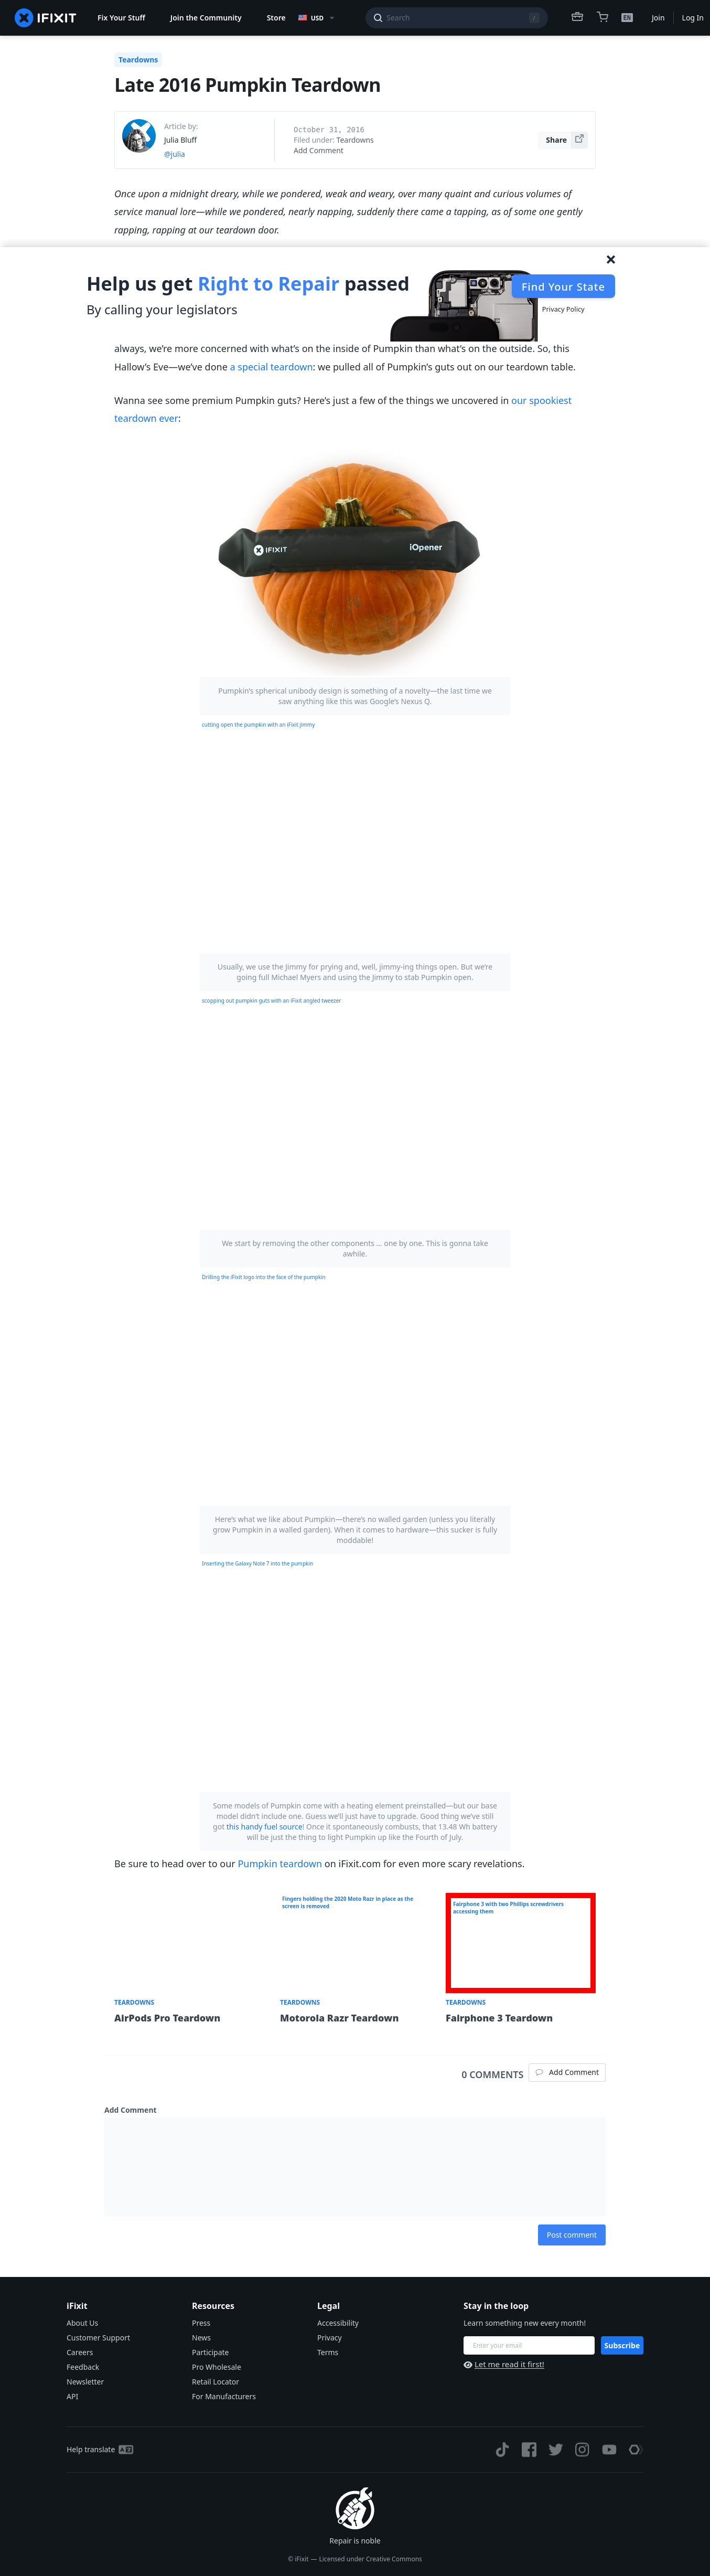 IFIXIT
Fix Your Stuff
Join the Community
Store
USD
Search
/
EN
Join
Log In
Teardowns
Late 2016 Pumpkin Teardown
Article by:
Julia Bluff
@julia
October 31, 2016
Filed under: Teardowns
Add Comment
Share
Once upon a midnight dreary, while we pondered, weak and weary, over many quaint and curious volumes of
service manual lore—while we pondered, nearly napping, suddenly there came a tapping, as of some one gently
rapping, rapping at our teardown door.
Help us get Right to Repair passed
By calling your legislators
Find Your State
Privacy Policy
always, we’re more concerned with what’s on the inside of Pumpkin than what’s on the outside. So, this
Hallow’s Eve—we’ve done a special teardown: we pulled all of Pumpkin’s guts out on our teardown table.
Wanna see some premium Pumpkin guts? Here’s just a few of the things we uncovered in our spookiest
teardown ever:
IFIXIT
iOpener
Pumpkin’s spherical unibody design is something of a novelty—the last time we
saw anything like this was Google’s Nexus Q.
cutting open the pumpkin with an iFixit jimmy
Usually, we use the Jimmy for prying and, well, jimmy-ing things open. But we’re
going full Michael Myers and using the Jimmy to stab Pumpkin open.
scopping out pumpkin guts with an iFixit angled tweezer
We start by removing the other components … one by one. This is gonna take
awhile.
Drilling the iFixit logo into the face of the pumpkin
Here’s what we like about Pumpkin—there’s no walled garden (unless you literally
grow Pumpkin in a walled garden). When it comes to hardware—this sucker is fully
moddable!
Inserting the Galaxy Note 7 into the pumpkin
Some models of Pumpkin come with a heating element preinstalled—but our base
model didn’t include one. Guess we’ll just have to upgrade. Good thing we’ve still
got this handy fuel source! Once it spontaneously combusts, that 13.48 Wh battery
will be just the thing to light Pumpkin up like the Fourth of July.
Be sure to head over to our Pumpkin teardown on iFixit.com for even more scary revelations.
Fingers holding the 2020 Moto Razr in place as the
screen is removed
Fairphone 3 with two Phillips screwdrivers
accessing them
TEARDOWNS
AirPods Pro Teardown
TEARDOWNS
Motorola Razr Teardown
TEARDOWNS
Fairphone 3 Teardown
0 COMMENTS
Add Comment
Add Comment
Post comment
iFixit
About Us
Customer Support
Careers
Feedback
Newsletter
API
Resources
Press
News
Participate
Pro Wholesale
Retail Locator
For Manufacturers
Legal
Accessibility
Privacy
Terms
Stay in the loop
Learn something new every month!
Enter your email
Subscribe
Let me read it first!
Help translate
Repair is noble
© iFixit — Licensed under Creative Commons